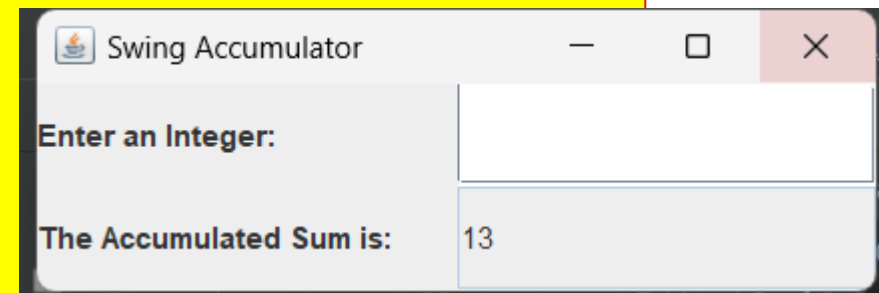 Swing Accumulator
Enter an Integer:
The Accumulated Sum is: 13